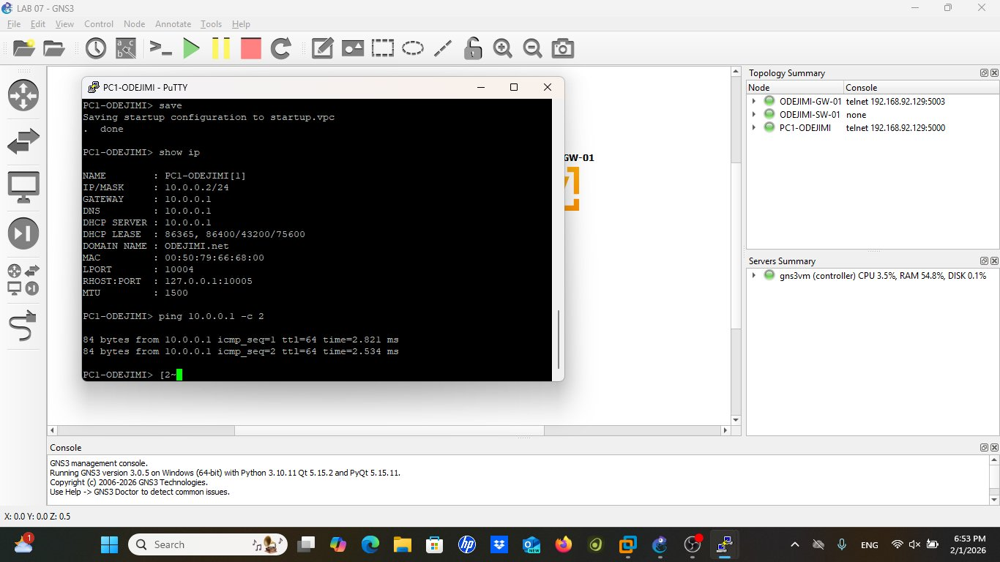 LAB 07 - GNS3
File Edit View Control Node Annotate Tools Help
PC1-ODEJIMI - PuTTY
PC1-ODEJIMI> save
Saving startup configuration to startup.vpc
. done
PC1-ODEJIMI> show ip
NAME : PC1-ODEJIMI[1]
IP/MASK : 10.0.0.2/24
GATEWAY : 10.0.0.1
DNS : 10.0.0.1
DHCP SERVER : 10.0.0.1
DHCP LEASE : 86365, 86400/43200/75600
DOMAIN NAME : ODEJIMI.net
MAC : 00:50:79:66:68:00
LPORT : 10004
RHOST:PORT : 127.0.0.1:10005
MTU : 1500
PC1-ODEJIMI> ping 10.0.0.1 -c 2
84 bytes from 10.0.0.1 icmp_seq=1 ttl=64 time=2.821 ms
84 bytes from 10.0.0.1 icmp_seq=2 ttl=64 time=2.534 ms
PC1-ODEJIMI> [2~
GW-01
Topology Summary
Node Console
ODEJIMI-GW-01 telnet 192.168.92.129:5003
ODEJIMI-SW-01 none
PC1-ODEJIMI telnet 192.168.92.129:5000
Servers Summary
gns3vm (controller) CPU 3.5%, RAM 54.8%, DISK 0.1%
Console
GNS3 management console.
Running GNS3 version 3.0.5 on Windows (64-bit) with Python 3.10.11 Qt 5.15.2 and PyQt 5.15.11.
Copyright (c) 2006-2026 GNS3 Technologies.
Use Help -> GNS3 Doctor to detect common issues.
X: 0.0 Y: 0.0 Z: 0.5
1
Search
hp
NEW
ENG
6:53 PM
2/1/2026